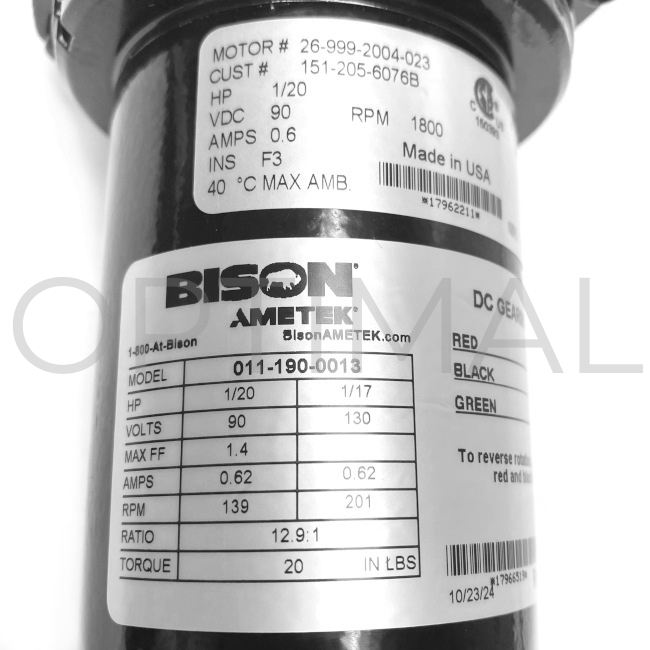 MOTOR # 26-999-2004-023
CUST # 151-205-6076B
HP 1/20
VDC 90 RPM 1800
AMPS 0.6
INS F3
40 °C MAX AMB.
Made in USA
*17962211*
C US
BISON
AMETEK
1-800-At-Bison BisonAMETEK.com
MODEL 011-190-0013
HP 1/20 1/17
VOLTS 90 130
MAX FF 1.4
AMPS 0.62 0.62
RPM 139 201
RATIO 12.9:1
TORQUE 20 IN LBS
DC
RED
BLACK
GREEN
To reverse
red and
*17966519*
10/23/24
OPTIMAL